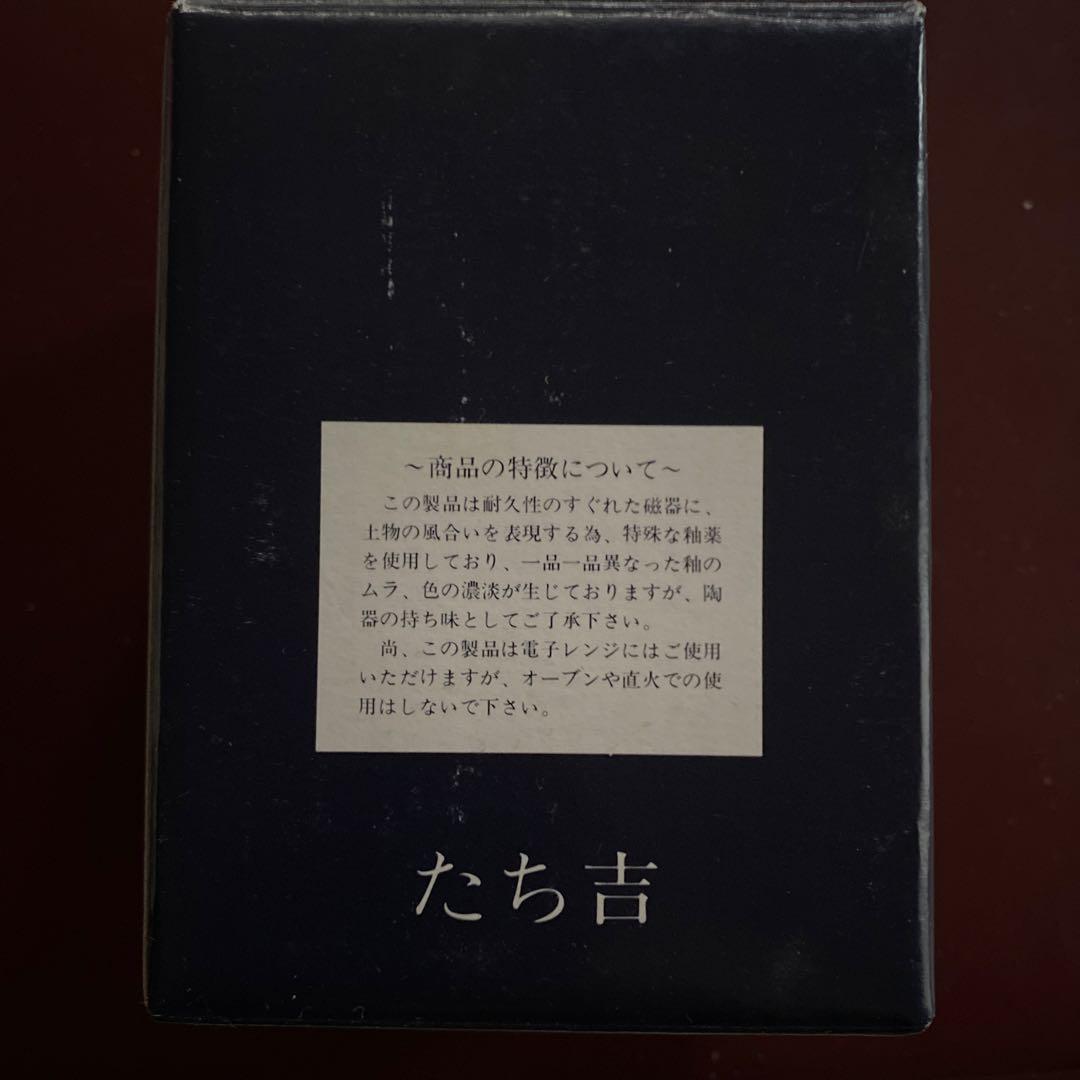 ～商品の特徴について～
この製品は耐久性のすぐれた磁器に、
土物の風合いを表現する為、特殊な釉薬
を使用しており、一品一品異なった釉の
ムラ、色の濃淡が生じておりますが、陶
器の持ち味としてご了承下さい。
尚、この製品は電子レンジにはご使用
いただけますが、オーブンや直火での使
用はしないで下さい。
たち吉